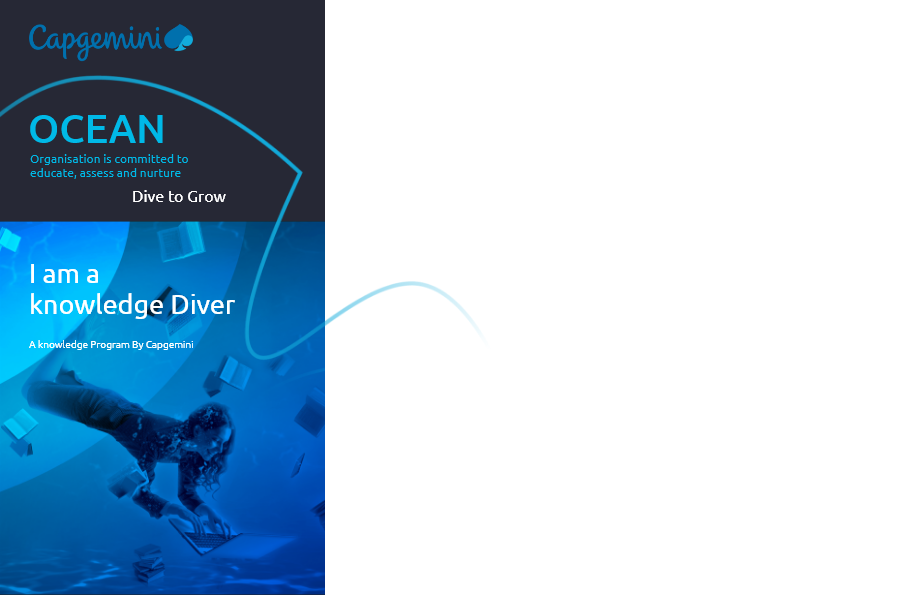 Capgemini
OCEAN
Organisation is committed to
educate, assess and nurture
Dive to Grow
I am a
knowledge Diver
A knowledge Program By Capgemini